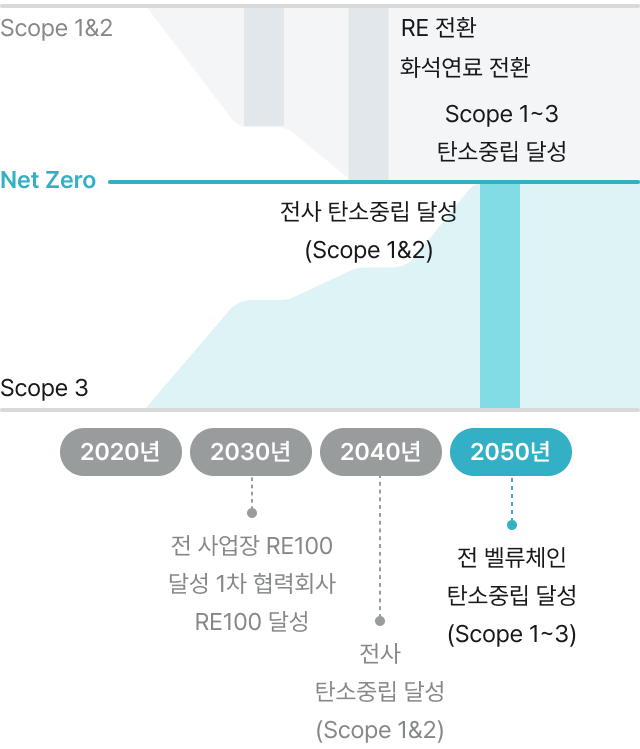 Scope 1&2
RE 전환
화석연료 전환
Scope 1~3
탄소중립 달성
Net Zero
전사 탄소중립 달성
(Scope 1&2)
Scope 3
2020년
2030년
2040년
2050년
전 사업장 RE100
달성 1차 협력회사
RE100 달성
전사
탄소중립 달성
(Scope 1&2)
전 벨류체인
탄소중립 달성
(Scope 1~3)